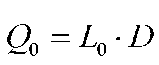 Q₀ = L₀ · D